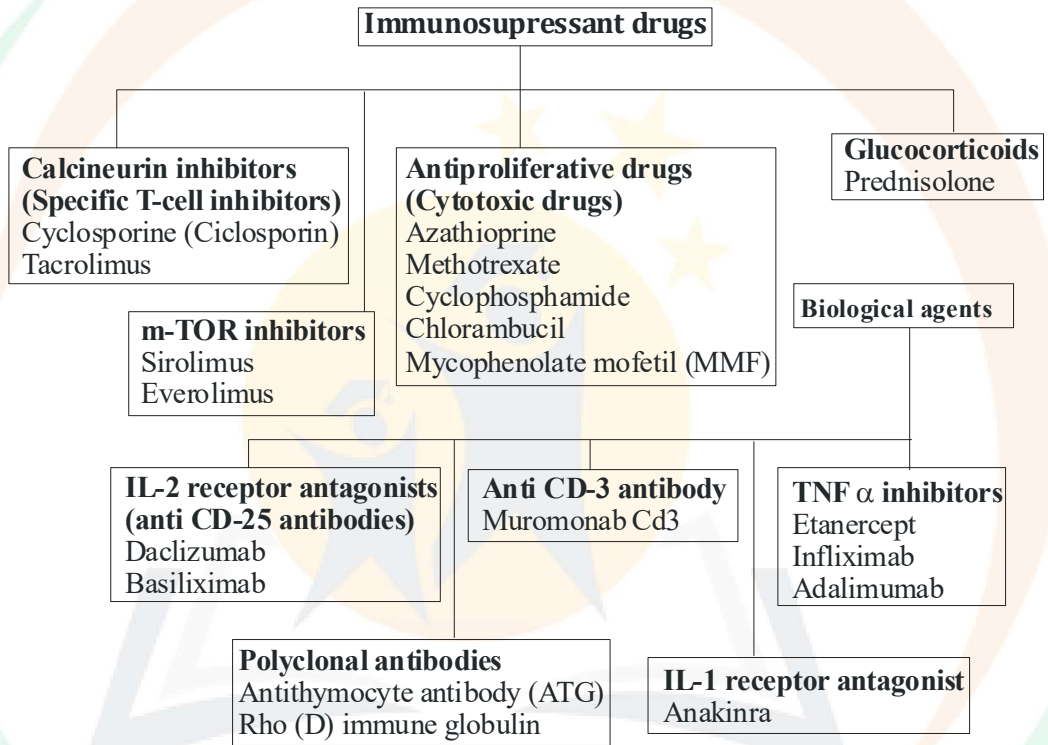 Immunosupressant drugs
Calcineurin inhibitors
(Specific T-cell inhibitors)
Cyclosporine (Ciclosporin)
Tacrolimus
m-TOR inhibitors
Sirolimus
Everolimus
Antiproliferative drugs
(Cytotoxic drugs)
Azathioprine
Methotrexate
Cyclophosphamide
Chlorambucil
Mycophenolate mofetil (MMF)
Glucocorticoids
Prednisolone
Biological agents
IL-2 receptor antagonists
(anti CD-25 antibodies)
Daclizumab
Basiliximab
Anti CD-3 antibody
Muromonab Cd3
TNF α inhibitors
Etanercept
Infliximab
Adalimumab
Polyclonal antibodies
Antithymocyte antibody (ATG)
Rho (D) immune globulin
IL-1 receptor antagonist
Anakinra